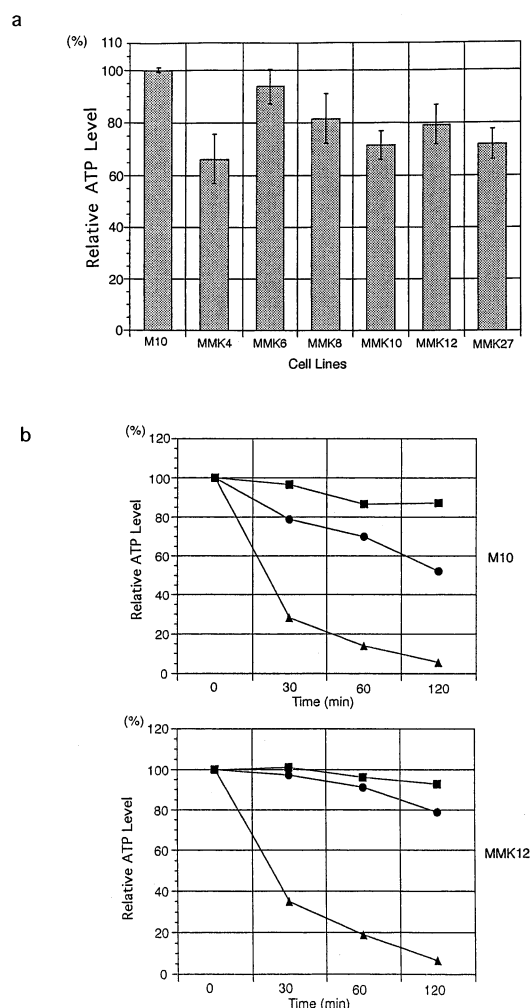 a
(%)
110
100
80
60
40
20
0
Relative ATP Level
M10 MMK4 MMK6 MMK8 MMK10 MMK12 MMK27
Cell Lines
b
(%)
120
100
80
60
40
20
0
Relative ATP Level
M10
0 30 60 120
Time (min)
(%)
120
100
80
60
40
20
0
Relative ATP Level
MMK12
0 30 60 120
Time (min)